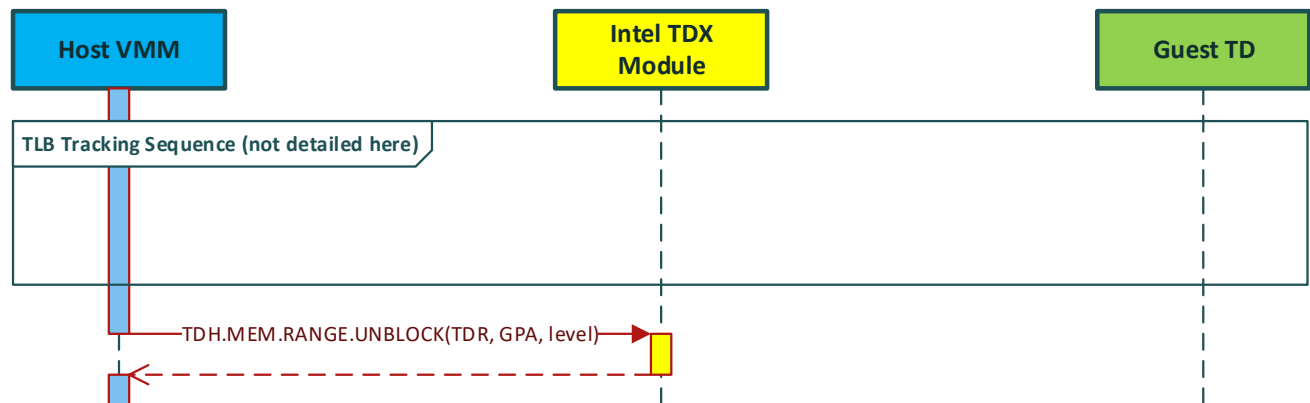 Host VMM
Intel TDX
Module
Guest TD
TLB Tracking Sequence (not detailed here)
TDH.MEM.RANGE.UNBLOCK(TDR, GPA, level)